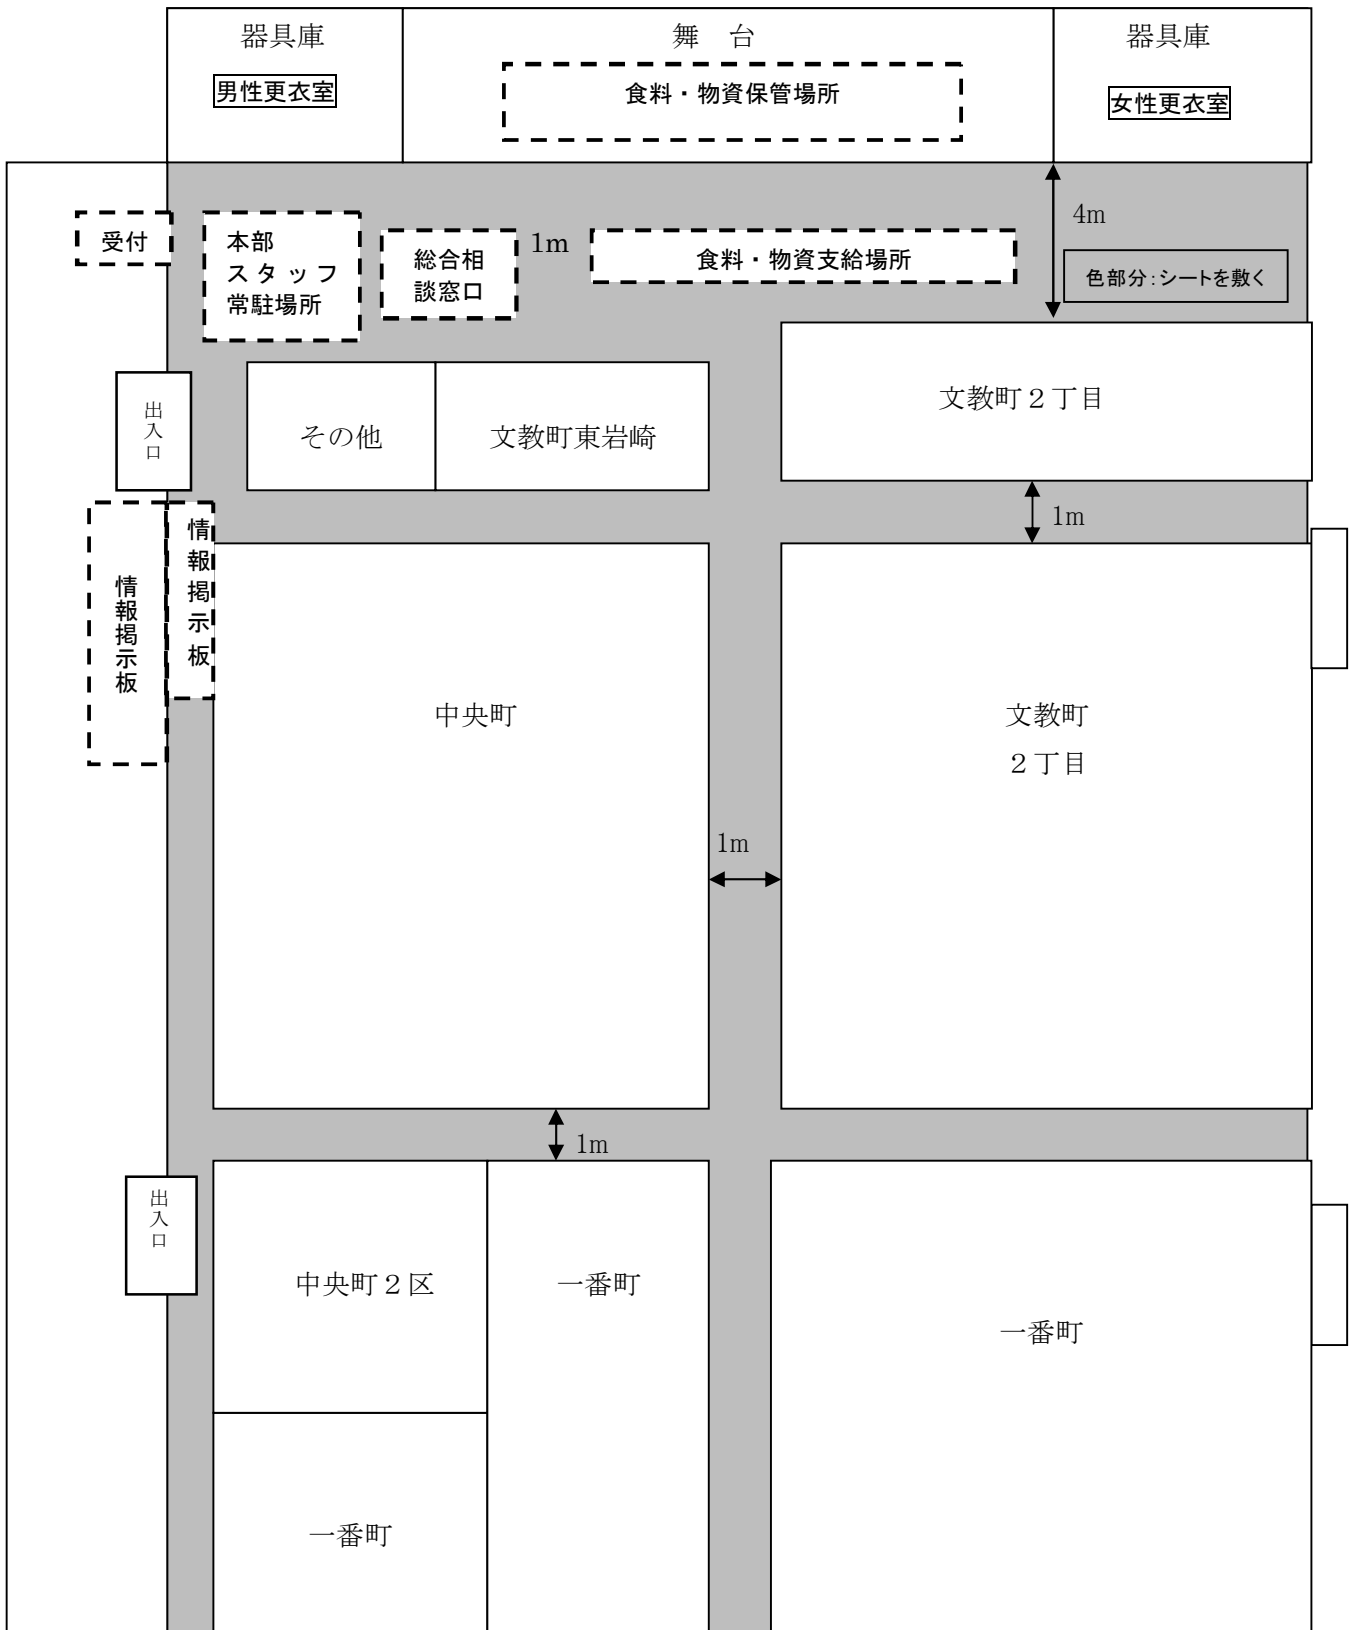 器具庫
舞　台
器具庫
男性更衣室
食料・物資保管場所
女性更衣室
4m
受付
本部
スタッフ
常駐場所
総合相
談窓口
1m
食料・物資支給場所
色部分：シートを敷く
出入口
その他
文教町東岩崎
文教町２丁目
1m
情報掲示板
情報掲示板
中央町
文教町
２丁目
1m
1m
出入口
中央町２区
一番町
一番町
一番町